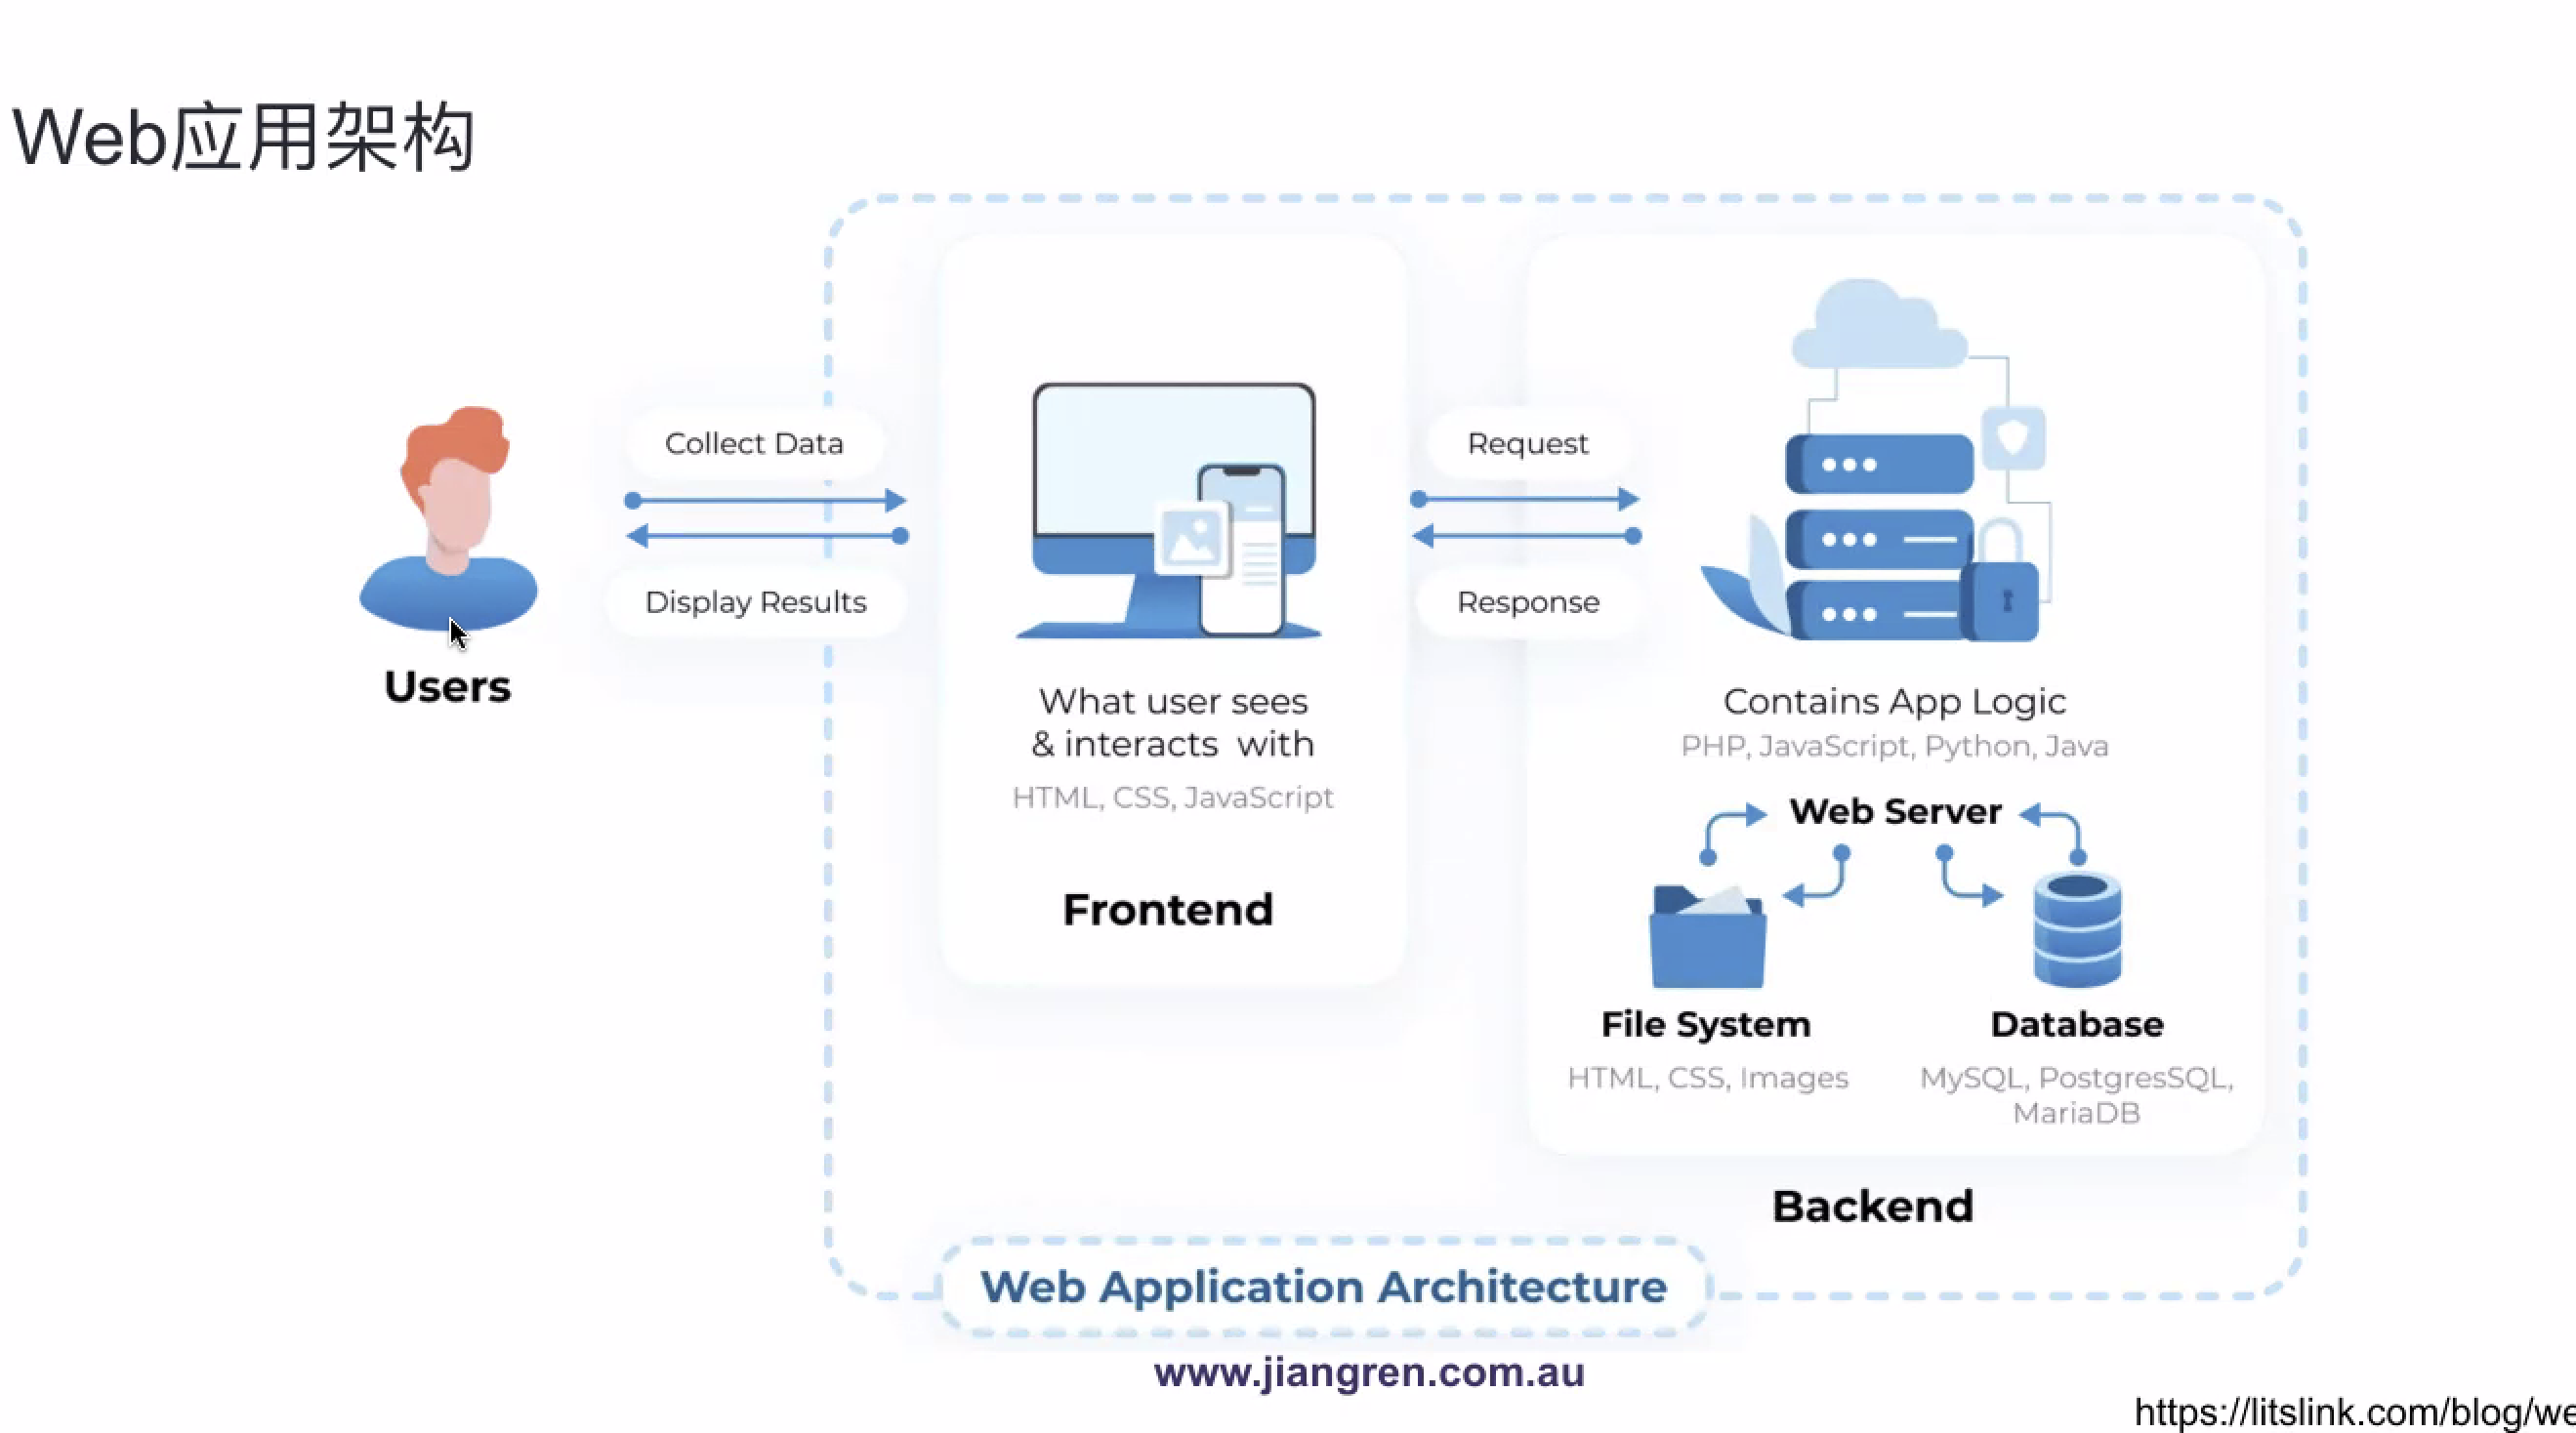 Web应用架构
Collect Data
Display Results
Users
What user sees
& interacts with
HTML, CSS, JavaScript
Frontend
Request
Response
Contains App Logic
PHP, JavaScript, Python, Java
Web Server
File System
HTML, CSS, Images
Database
MySQL, PostgresSQL,
MariaDB
Backend
Web Application Architecture
www.jiangren.com.au
https://litslink.com/blog/we